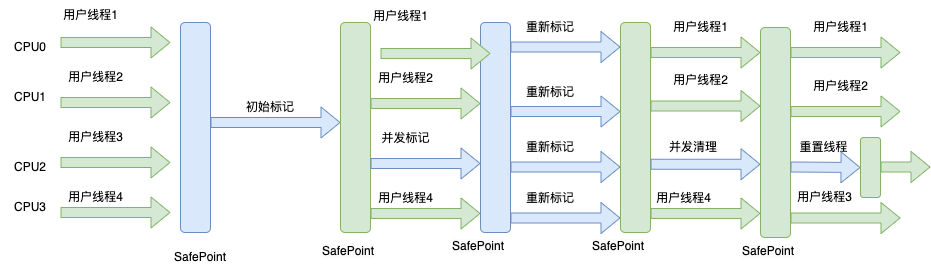 用户线程1
用户线程1
重新标记
用户线程1
用户线程1
CPU0
用户线程2
用户线程2
重新标记
用户线程2
用户线程2
CPU1
初始标记
用户线程3
并发标记
重新标记
并发清理
重置线程
CPU2
用户线程4
用户线程4
重新标记
用户线程4
用户线程3
CPU3
SafePoint
SafePoint
SafePoint
SafePoint
SafePoint